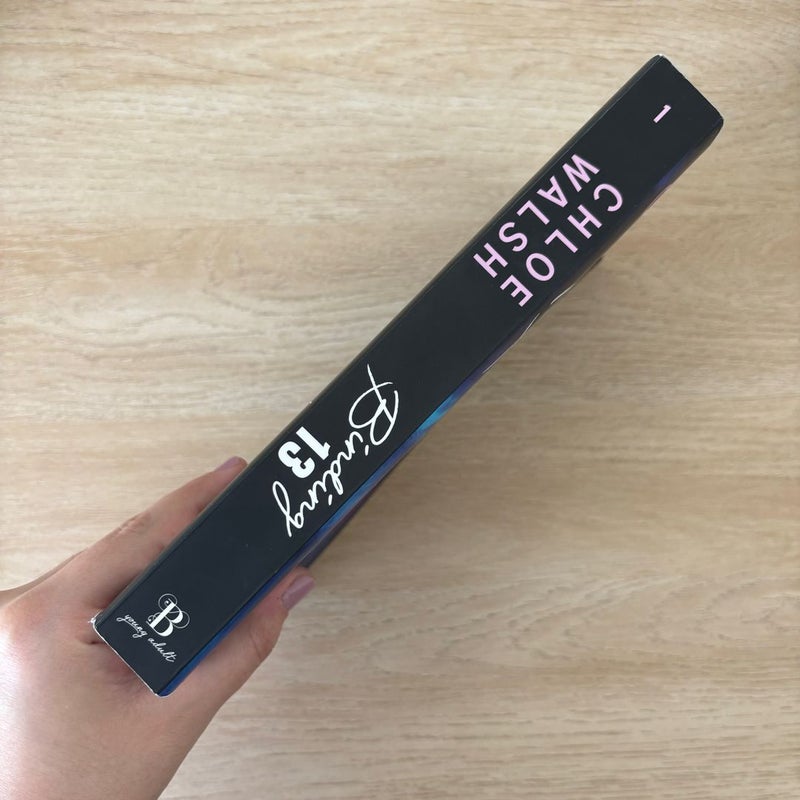 1
CHLOE
WALSH
Binding
13
B
young adult